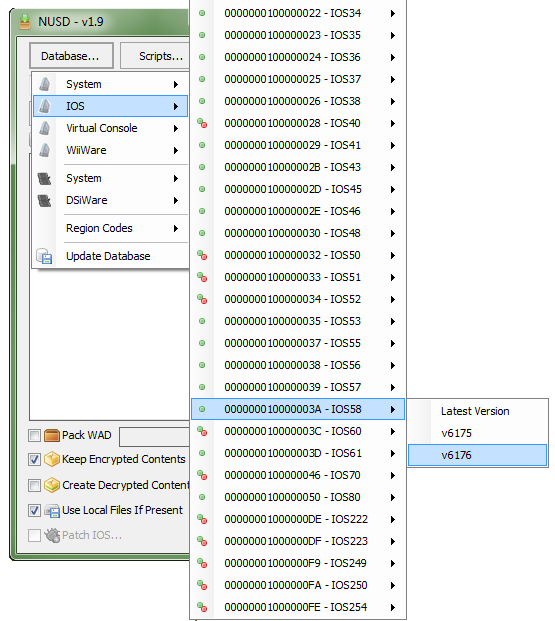 NUSD - v1.9
Database...
Scripts...
System
IOS
Virtual Console
WiiWare
System
DSiWare
Region Codes
Update Database
0000000100000022 - IOS34
0000000100000023 - IOS35
0000000100000024 - IOS36
0000000100000025 - IOS37
0000000100000026 - IOS38
0000000100000028 - IOS40
0000000100000029 - IOS41
000000010000002B - IOS43
000000010000002D - IOS45
000000010000002E - IOS46
0000000100000030 - IOS48
0000000100000032 - IOS50
0000000100000033 - IOS51
0000000100000034 - IOS52
0000000100000035 - IOS53
0000000100000037 - IOS55
0000000100000038 - IOS56
0000000100000039 - IOS57
000000010000003A - IOS58
000000010000003C - IOS60
000000010000003D - IOS61
0000000100000046 - IOS70
0000000100000050 - IOS80
00000001000000DE - IOS222
00000001000000DF - IOS223
00000001000000F9 - IOS249
00000001000000FA - IOS250
00000001000000FE - IOS254
Latest Version
v6175
v6176
Pack WAD
Keep Encrypted Contents
Create Decrypted Content
Use Local Files If Present
Patch IOS...